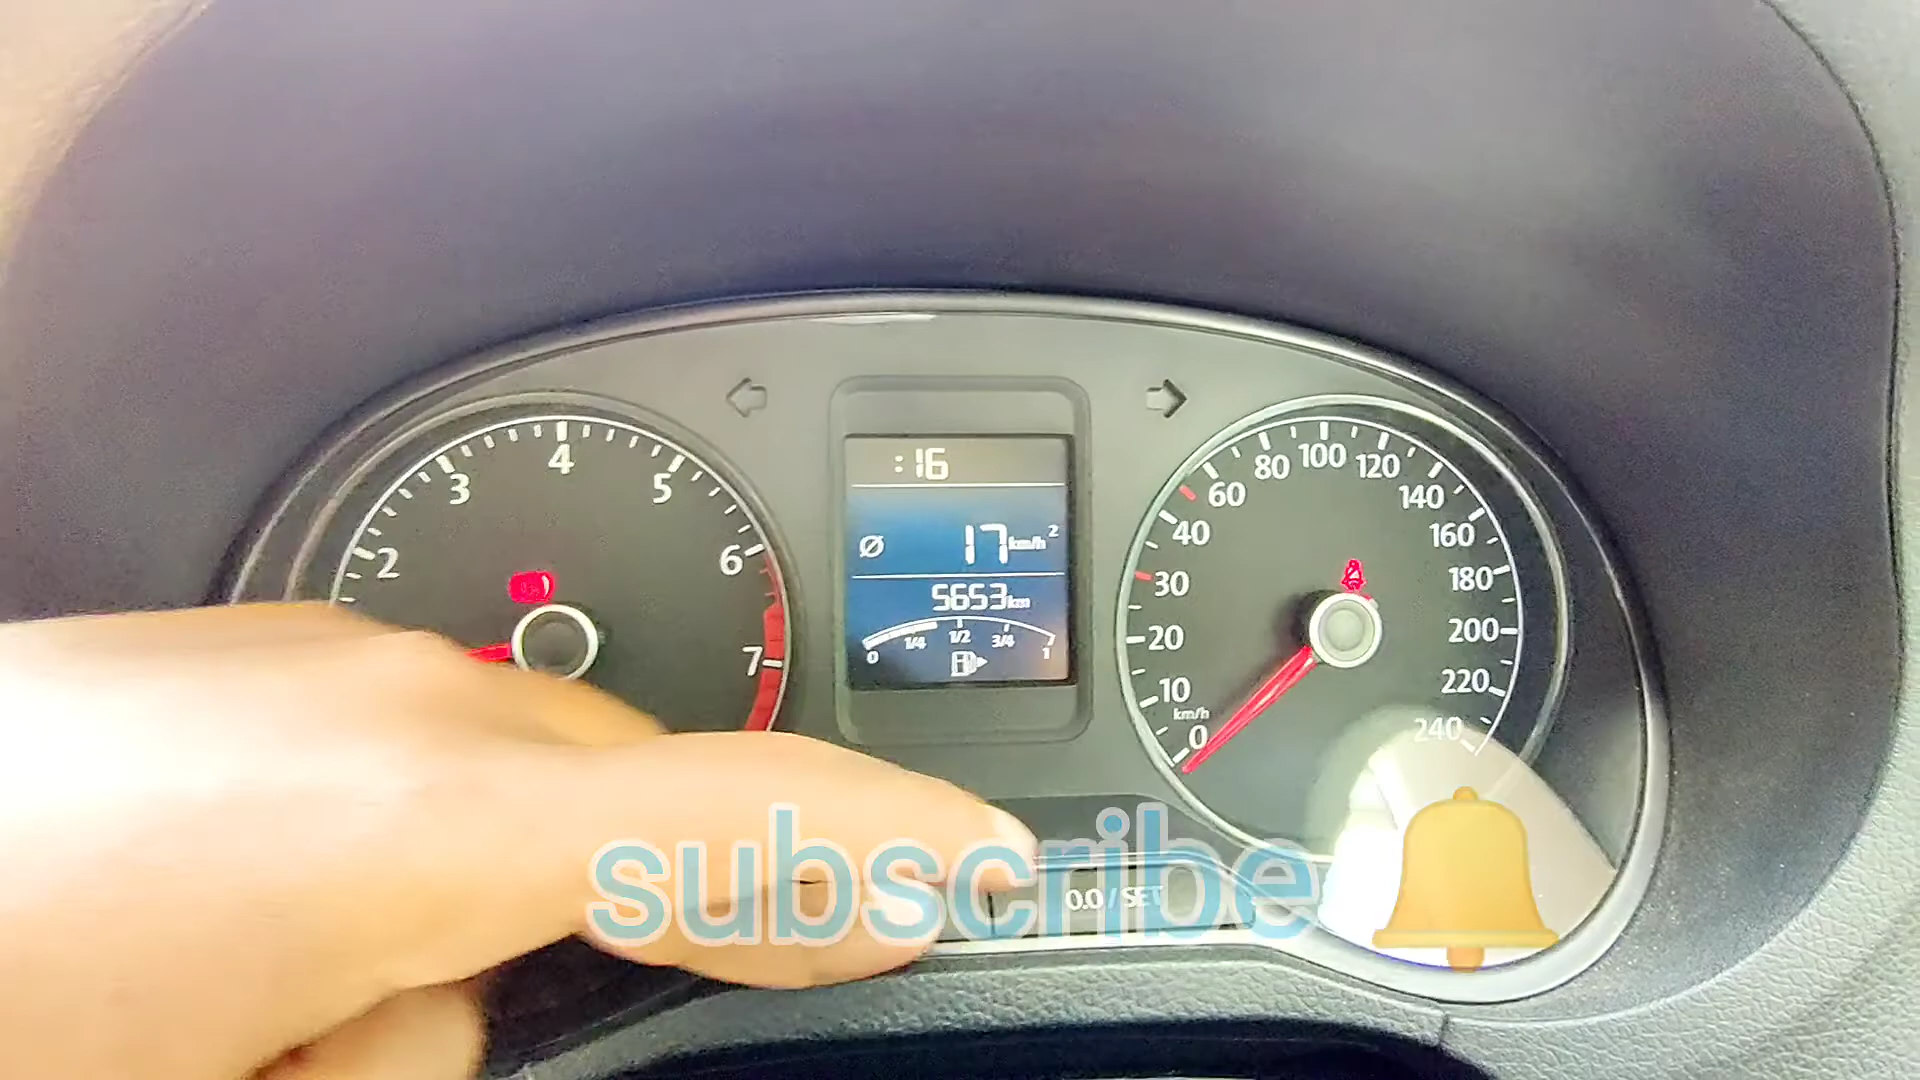 :16
Ø 17 km/h 2
5653 km
0 1/4 1/2 3/4 1
2 3 4 5 6 7
0 10 20 30 40 60 80 100 120 140 160 180 200 220 240
km/h
0.0 / SET
subscribe